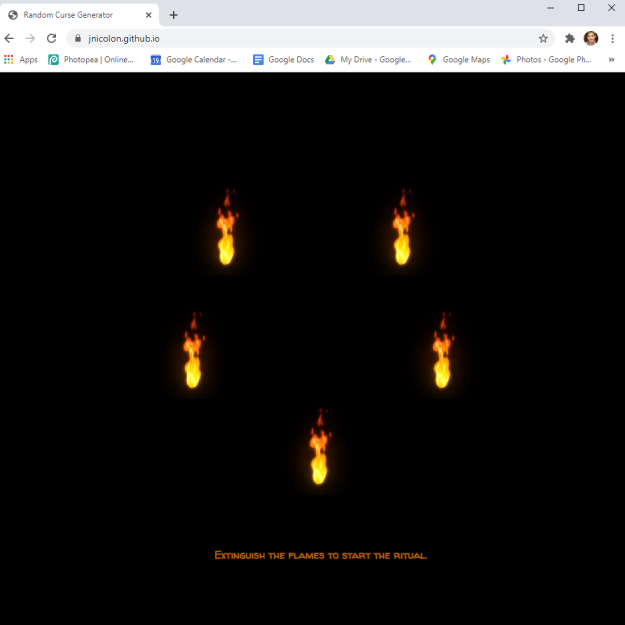 Random Curse Generator
jnicolon.github.io
Apps
Photopea | Online...
19
Google Calendar -...
Google Docs
My Drive - Google...
Google Maps
Photos - Google Ph...
Extinguish the flames to start the ritual.